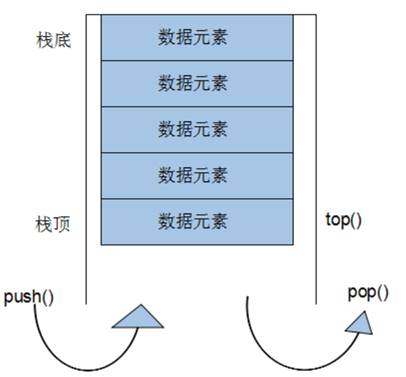 栈底
数据元素
数据元素
数据元素
数据元素
栈顶
数据元素
top()
push()
pop()